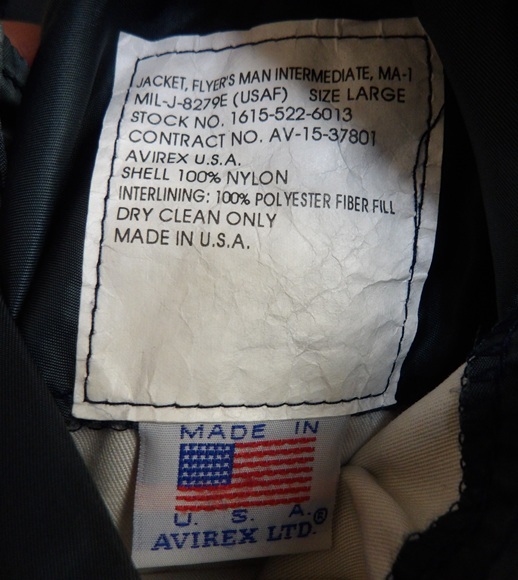 JACKET, FLYER'S MAN INTERMEDIATE, MA-1
MIL-J-8279E (USAF) SIZE LARGE
STOCK NO. 1615-522-6013
CONTRACT NO. AV-15-37801
AVIREX U.S.A.
SHELL 100% NYLON
INTERLINING: 100% POLYESTER FIBER FILL
DRY CLEAN ONLY
MADE IN U.S.A.
MADE IN
U. S. A.®
AVIREX LTD.